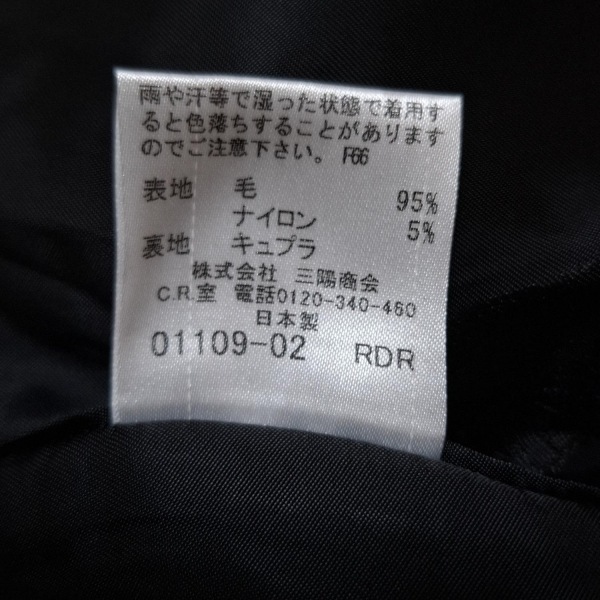 雨や汗等で湿った状態で着用す
ると色落ちすることがあります
のでご注意下さい。 F66
表地 毛 95%
ナイロン 5%
裏地 キュプラ
株式会社 三陽商会
C.R.室 電話0120-340-460
日本製
01109-02 RDR